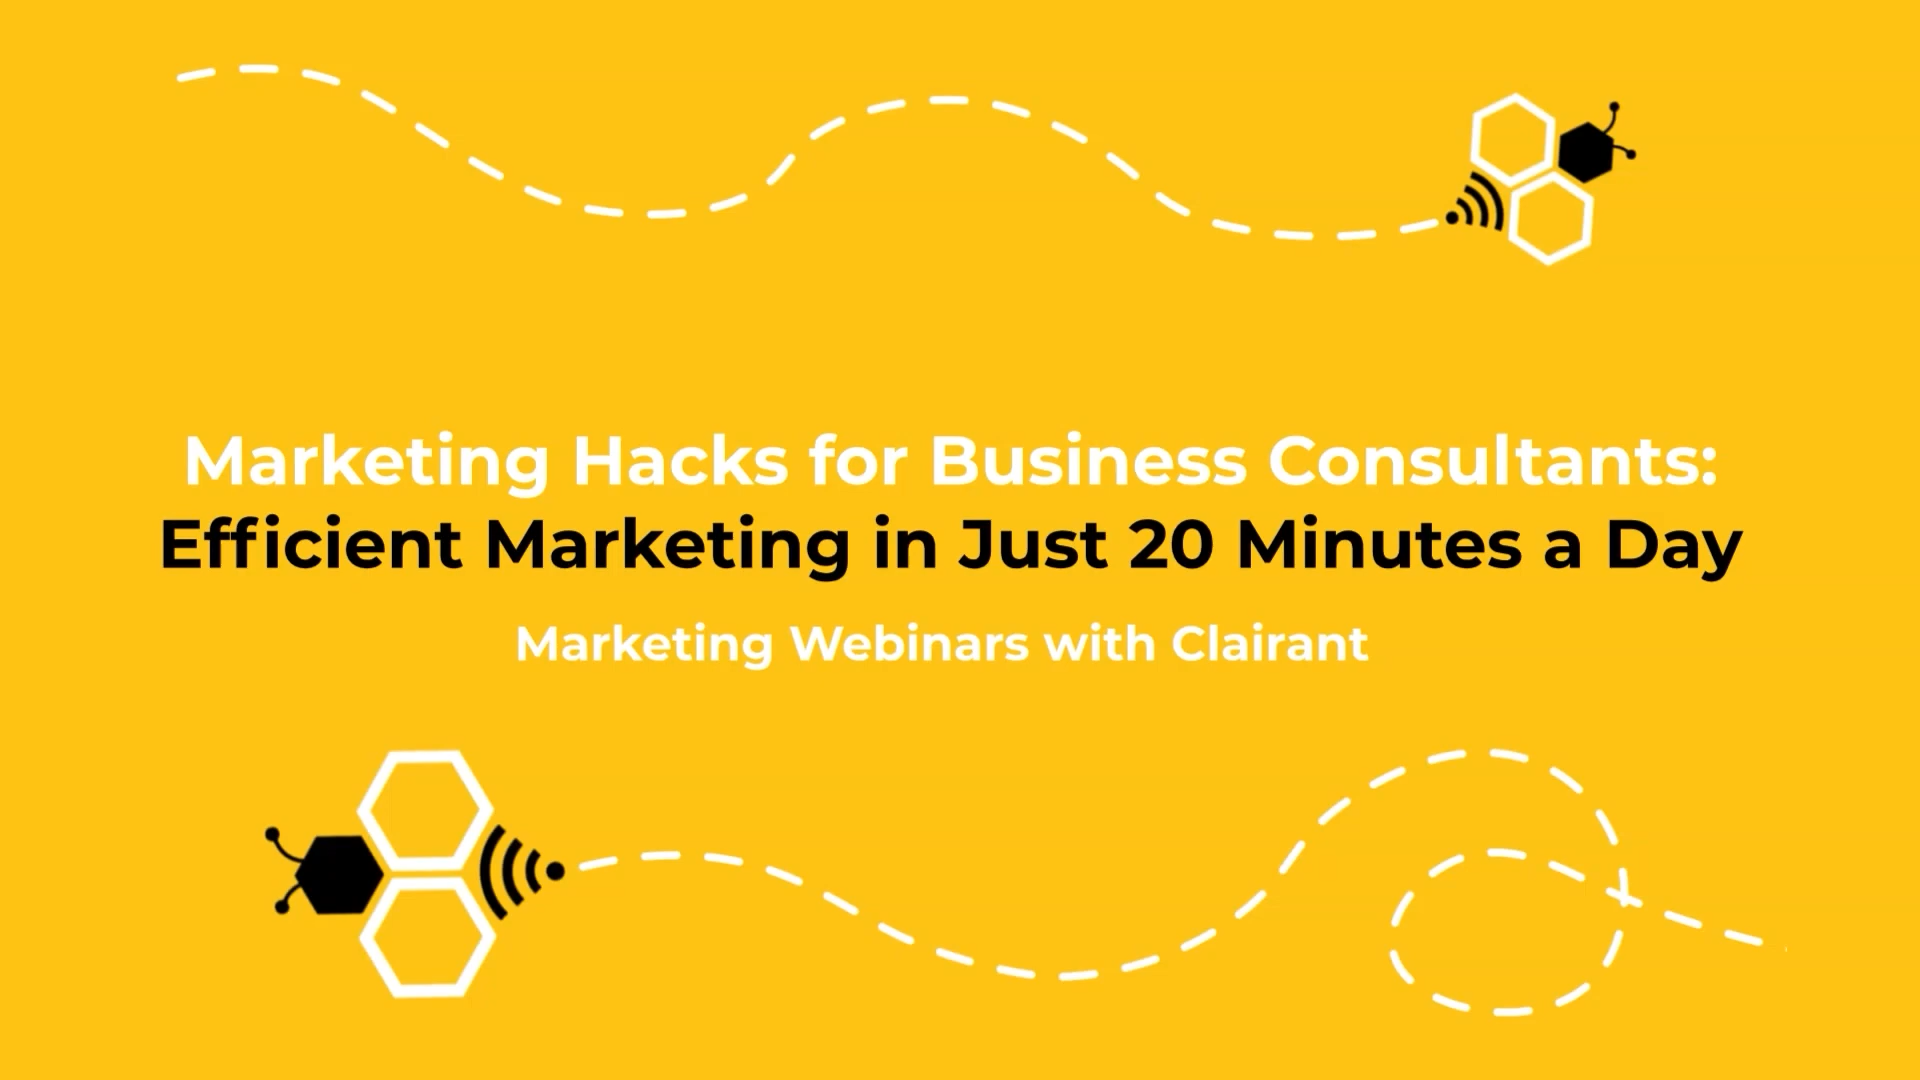 Marketing Hacks for Business Consultants:
Efficient Marketing in Just 20 Minutes a Day
Marketing Webinars with Clairant